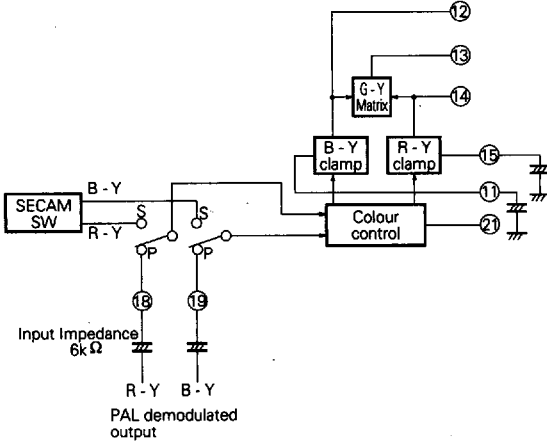 12
13
G - Y
Matrix
14
B - Y
clamp
R - Y
clamp
15
B - Y
SECAM
SW
R - Y
S
S
11
Colour
control
21
P
P
18
19
Input Impedance
6k Ω
R - Y
B - Y
PAL demodulated
output